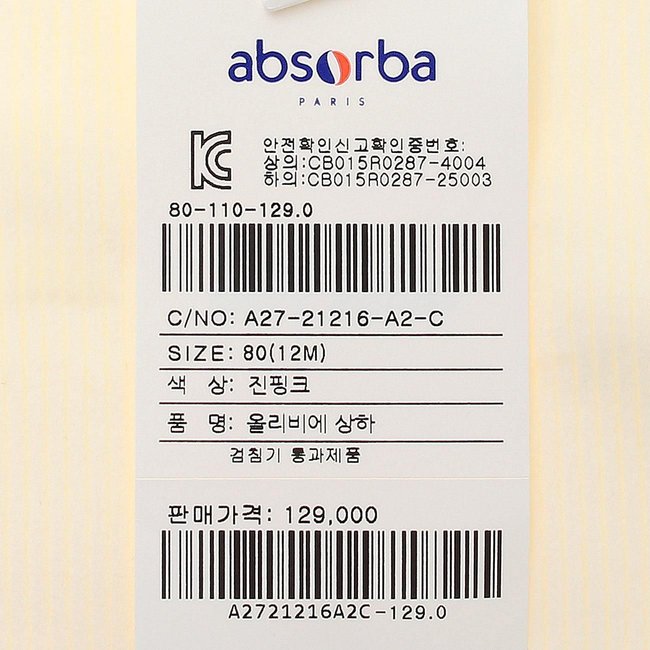 absorba
PARIS
안전확인신고확인증번호:
상의:CB015R0287-4004
하의:CB015R0287-25003
80-110-129.0
C/NO: A27-21216-A2-C
SIZE: 80(12M)
색 상: 진핑크
품 명: 올리비에 상하
검침기 통과제품
판매가격: 129,000
A2721216A2C-129.0